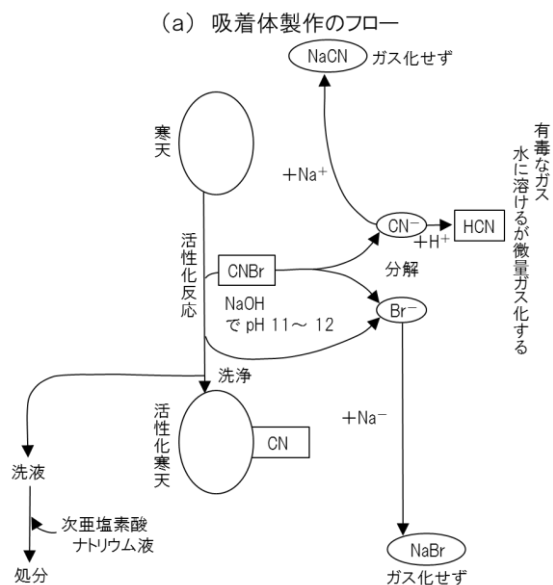 (a) 吸着体製作のフロー
NaCN
ガス化せず
有毒なガス
水に溶けるが微量ガス化する
寒天
+Na⁺
CN⁻
+H⁺
HCN
活性化反応
CNBr
分解
NaOH
で pH 11～ 12
Br⁻
洗浄
活性化寒天
CN
+Na⁻
洗液
次亜塩素酸
ナトリウム液
処分
NaBr
ガス化せず